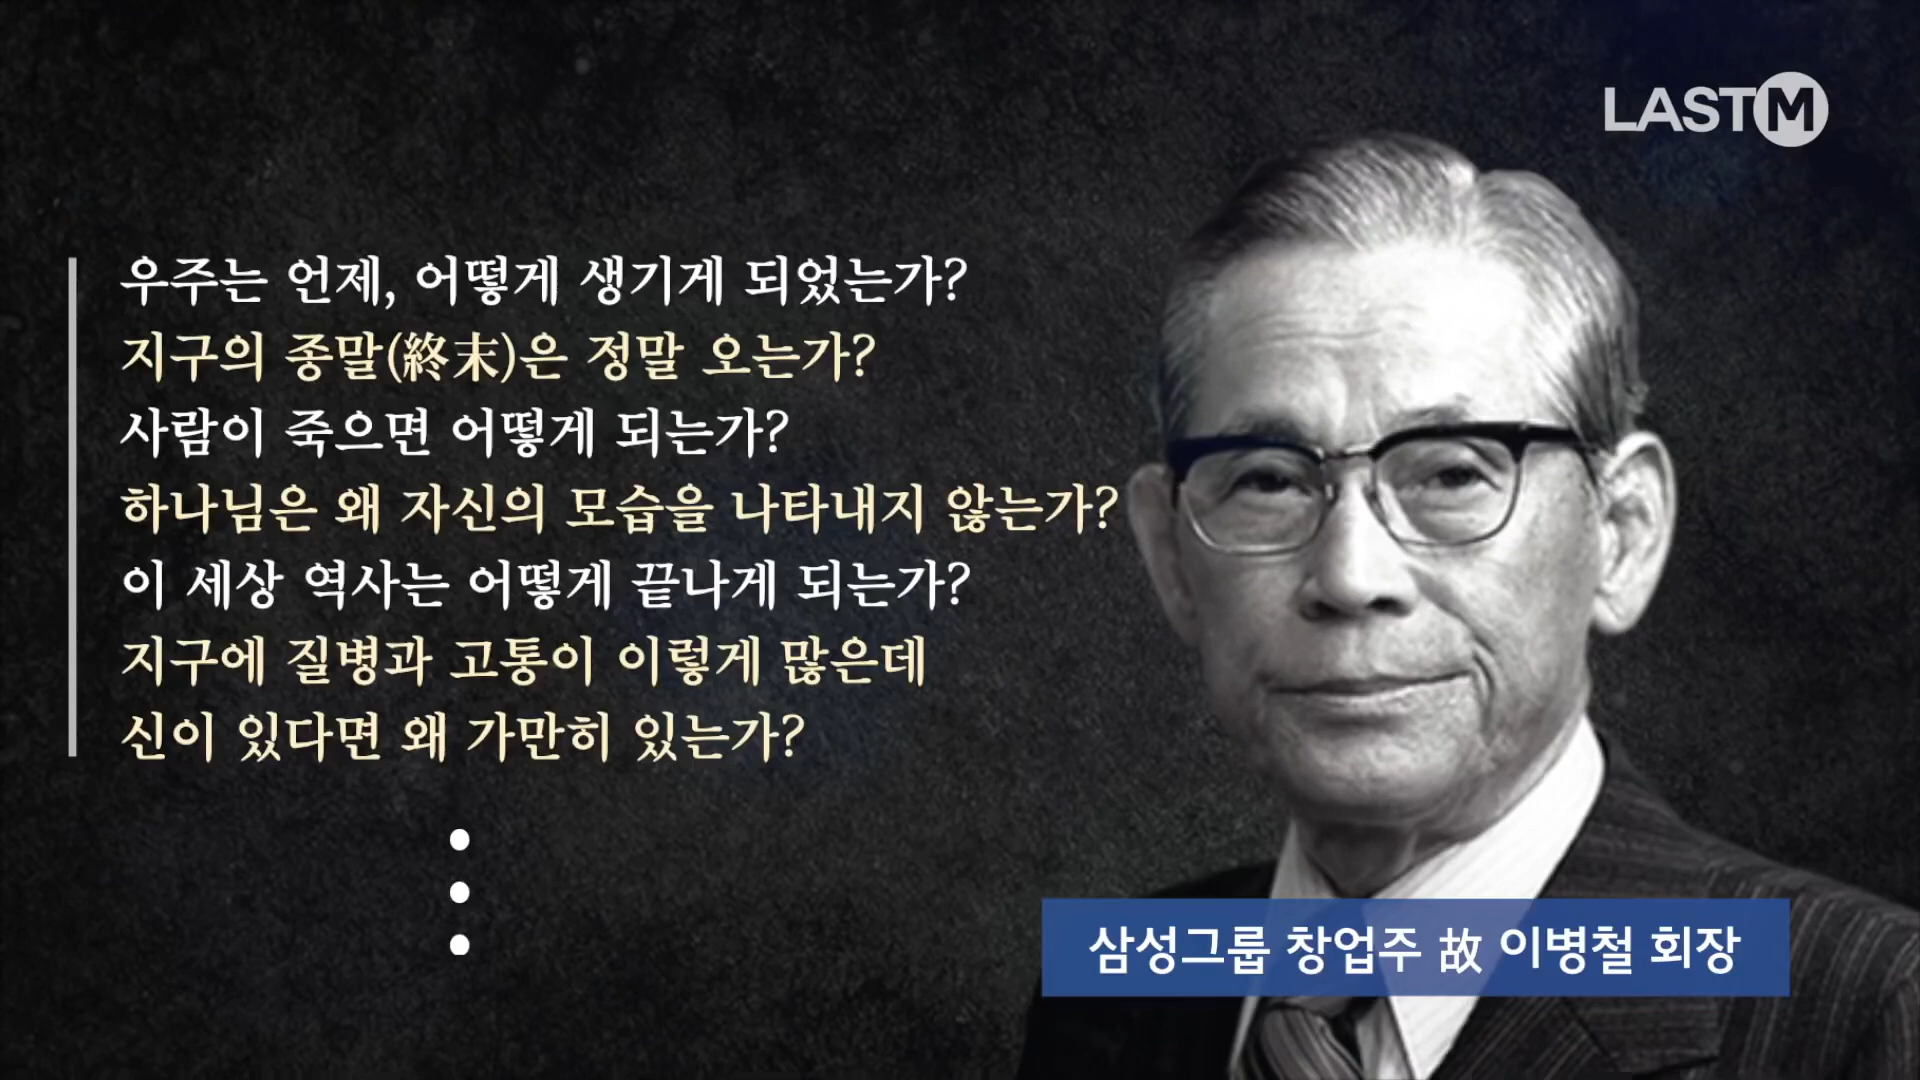 LAST M
우주는 언제, 어떻게 생기게 되었는가?
지구의 종말(終末)은 정말 오는가?
사람이 죽으면 어떻게 되는가?
하나님은 왜 자신의 모습을 나타내지 않는가?
이 세상 역사는 어떻게 끝나게 되는가?
지구에 질병과 고통이 이렇게 많은데
신이 있다면 왜 가만히 있는가?
삼성그룹 창업주 故 이병철 회장